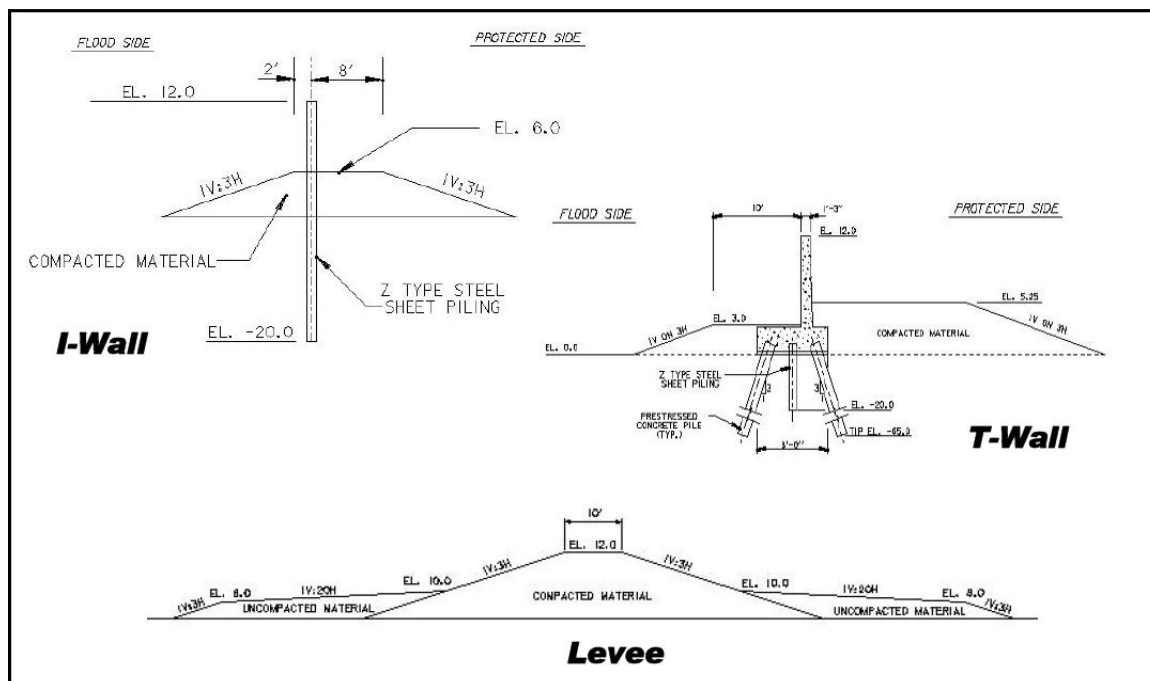 FLOOD SIDE
PROTECTED SIDE
2'
8'
EL. 12.0
EL. 6.0
1V:3H
1V:3H
COMPACTED MATERIAL
Z TYPE STEEL
SHEET PILING
EL. -20.0
I-Wall
FLOOD SIDE
10'
1'-3"
PROTECTED SIDE
EL. 12.0
EL. 5.25
EL. 3.0
1V ON 3H
1V ON 3H
COMPACTED MATERIAL
EL. 0.0
Z TYPE STEEL
SHEET PILING
3
3
PRESTRESSED
CONCRETE PILE
(TYP.)
EL. -20.0
TIP EL. -65.0
T-Wall
10'
EL. 12.0
1V:3H
1V:3H
EL. 10.0
EL. 10.0
1V:20H
1V:20H
EL. 8.0
1V:3H
1V:3H
UNCOMPACTED MATERIAL
COMPACTED MATERIAL
UNCOMPACTED MATERIAL
Levee